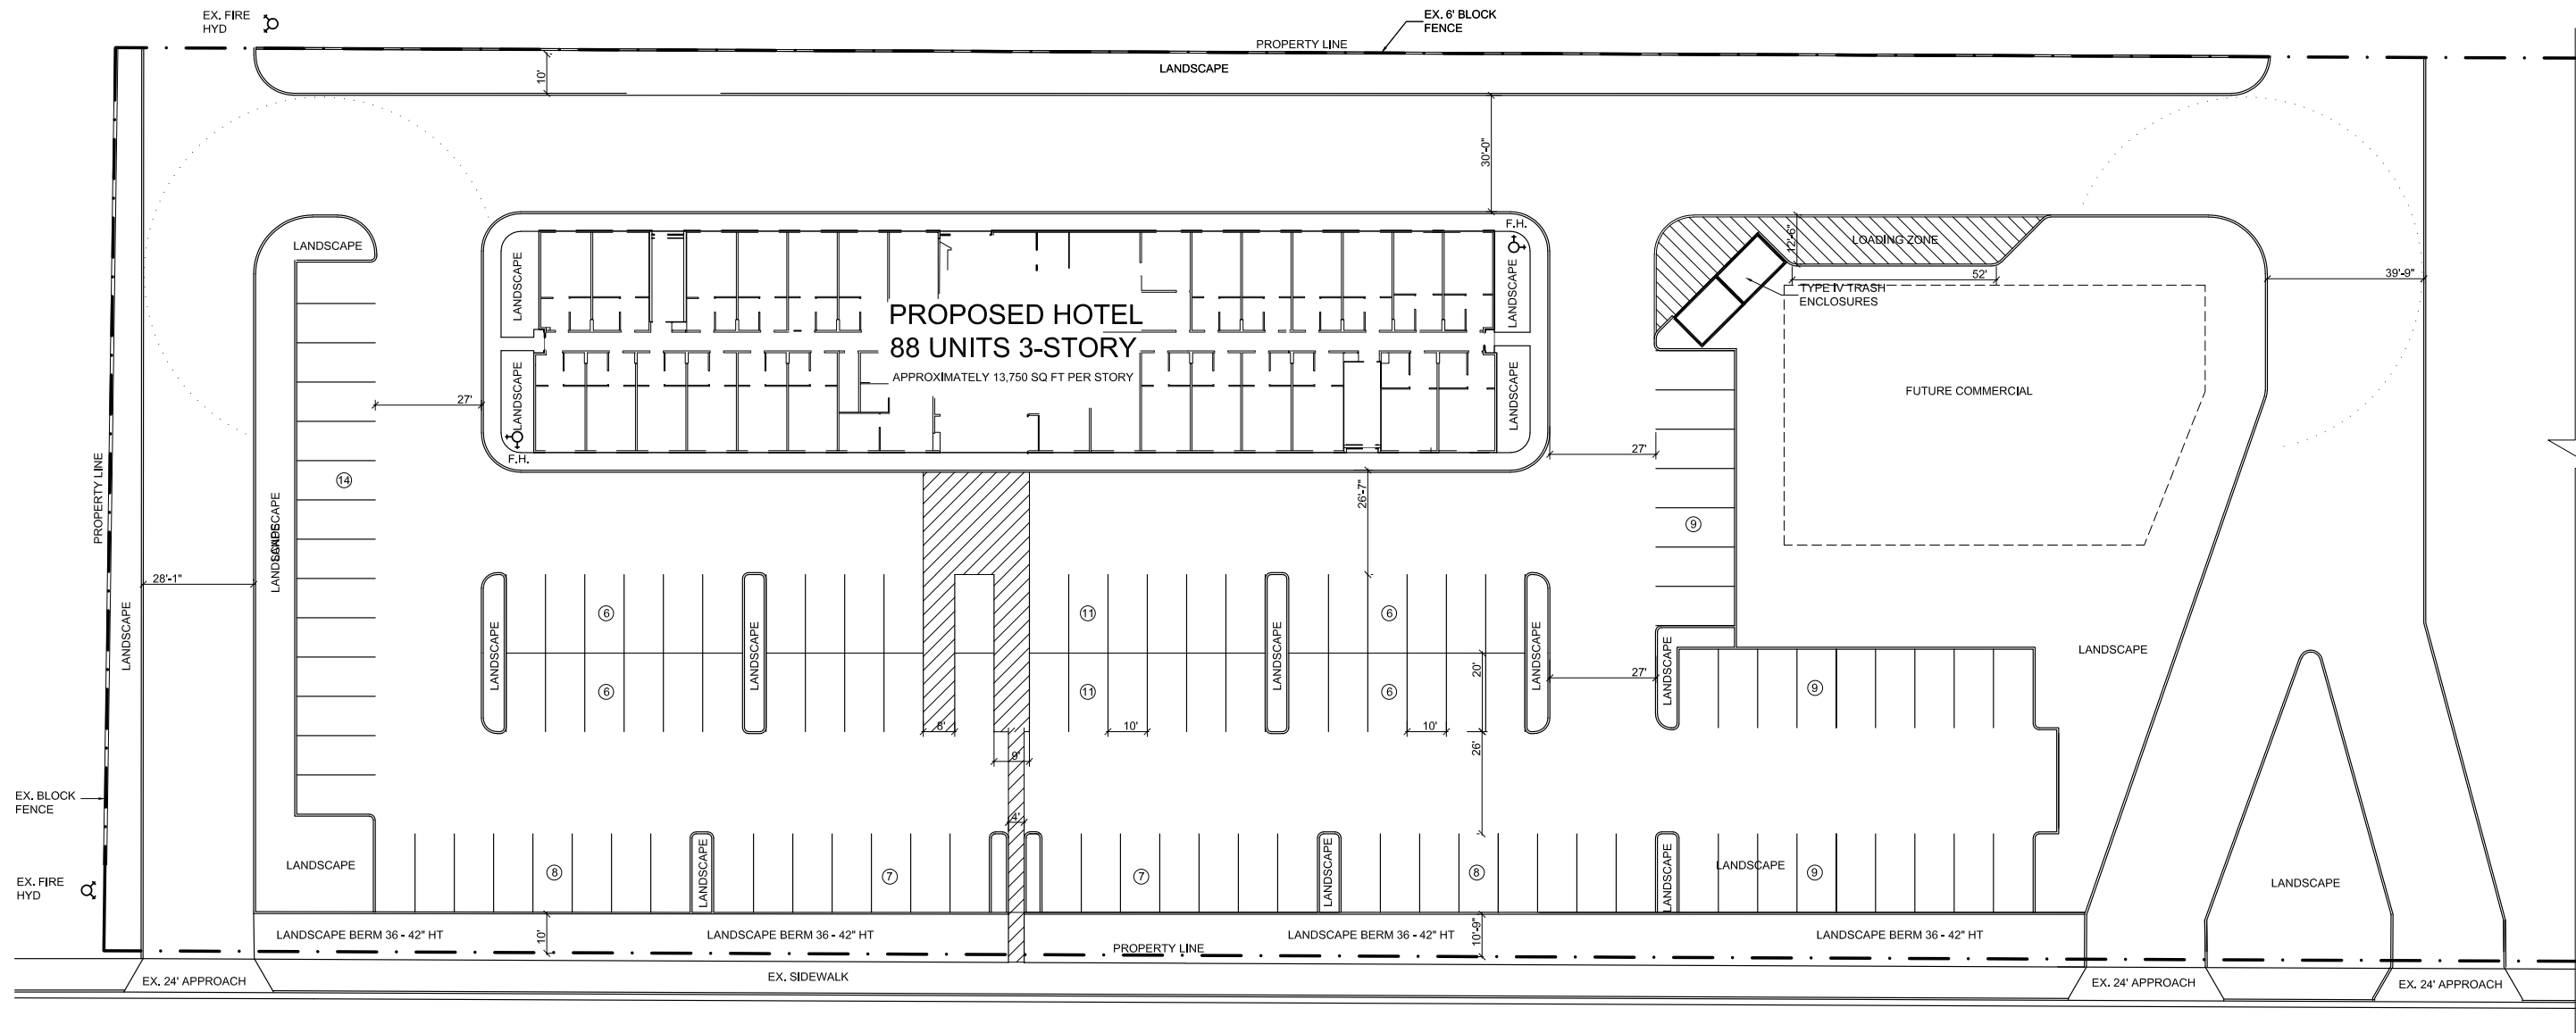 EX. FIRE
HYD
EX. 6' BLOCK
FENCE
PROPERTY LINE
LANDSCAPE
10'
30'-0"
LANDSCAPE
F.H.
LANDSCAPE
LANDSCAPE
LOADING ZONE
12'-6"
52'
39'-9"
TYPE IV TRASH
ENCLOSURES
PROPOSED HOTEL
88 UNITS 3-STORY
APPROXIMATELY 13,750 SQ FT PER STORY
LANDSCAPE
LANDSCAPE
F.H.
27'
FUTURE COMMERCIAL
27'
PROPERTY LINE
14
26'-7"
9
LANDSCAPE
LANDSCAPE
28'-1"
LANDSCAPE
6
11
6
LANDSCAPE
LANDSCAPE
LANDSCAPE
LANDSCAPE
LANDSCAPE
LANDSCAPE
20'
27'
6
11
6
9
8'
10'
10'
9'
26'
EX. BLOCK
FENCE
4'
LANDSCAPE
8
LANDSCAPE
7
7
LANDSCAPE
8
LANDSCAPE
LANDSCAPE
9
LANDSCAPE
EX. FIRE
HYD
LANDSCAPE BERM 36 - 42" HT
10'
LANDSCAPE BERM 36 - 42" HT
PROPERTY LINE
LANDSCAPE BERM 36 - 42" HT
10'-9"
LANDSCAPE BERM 36 - 42" HT
EX. 24' APPROACH
EX. SIDEWALK
EX. 24' APPROACH
EX. 24' APPROACH